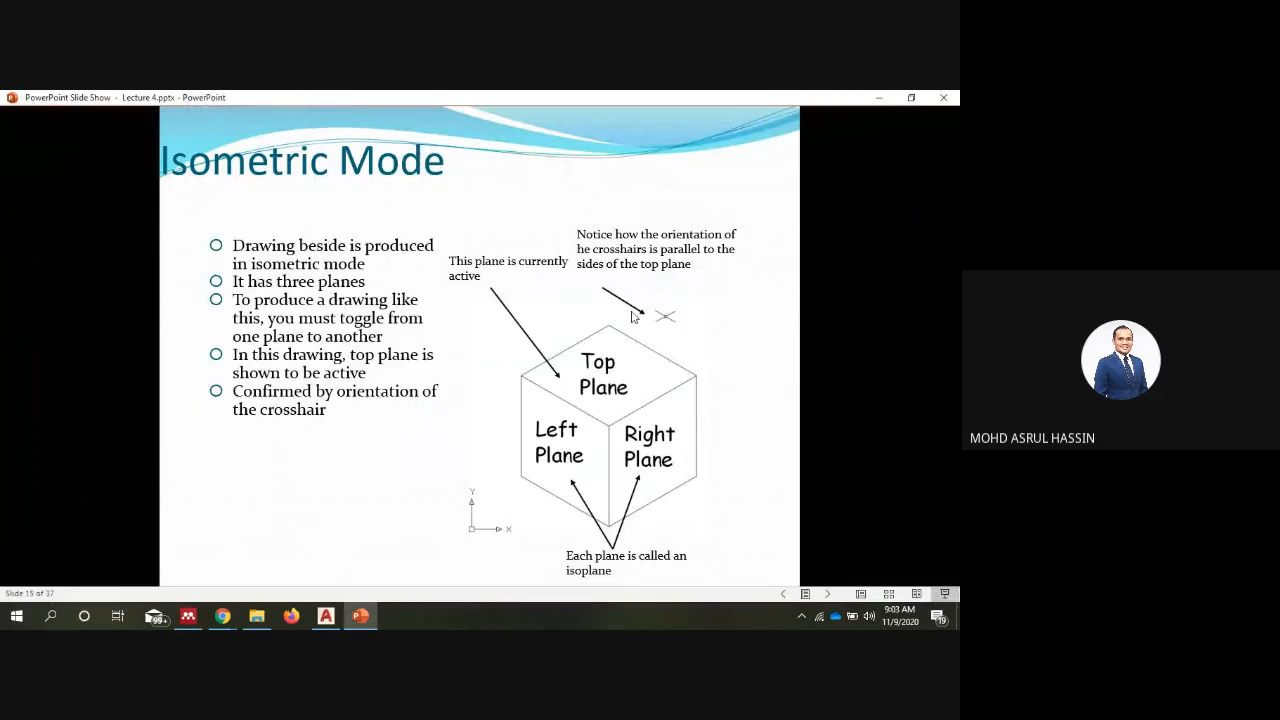 PowerPoint Slide Show - Lecture 4.pptx - PowerPoint
Isometric Mode
Drawing beside is produced
in isometric mode
It has three planes
To produce a drawing like
this, you must toggle from
one plane to another
In this drawing, top plane is
shown to be active
Confirmed by orientation of
the crosshair
This plane is currently
active
Notice how the orientation of
he crosshairs is parallel to the
sides of the top plane
Top
Plane
Left
Plane
Right
Plane
Y
X
Each plane is called an
isoplane
MOHD ASRUL HASSIN
Slide 15 of 37
99+
9:03 AM
11/9/2020
19